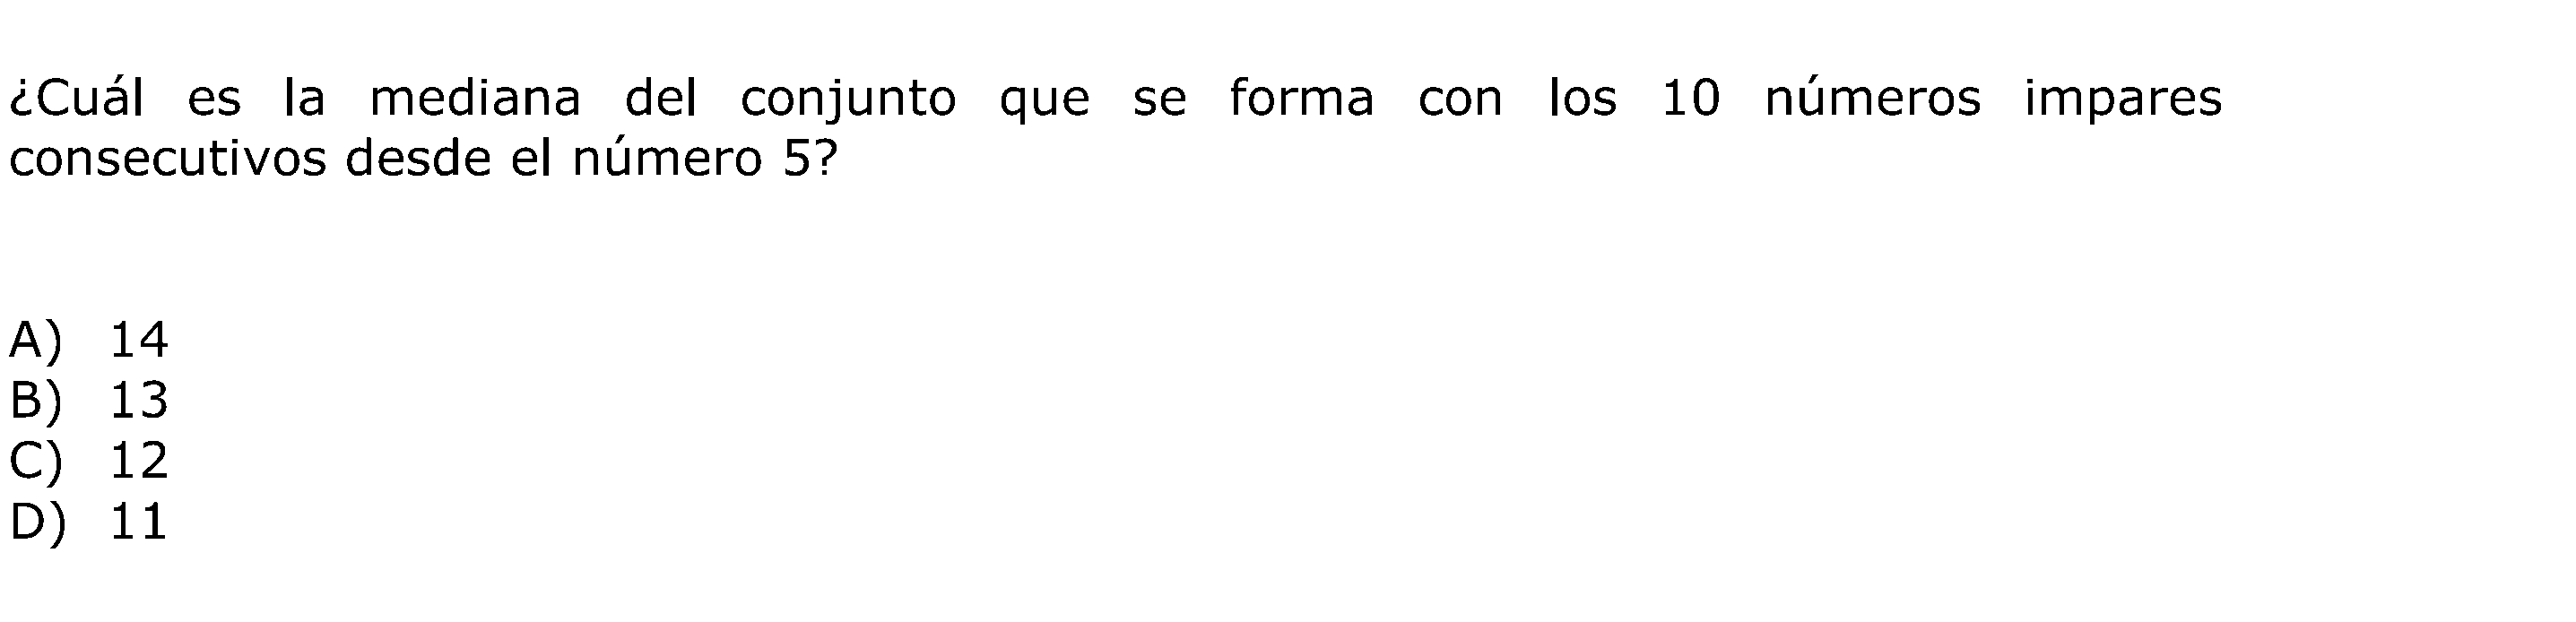 ¿Cuál es la mediana del conjunto que se forma con los 10 números impares
consecutivos desde el número 5?
A) 14
B) 13
C) 12
D) 11